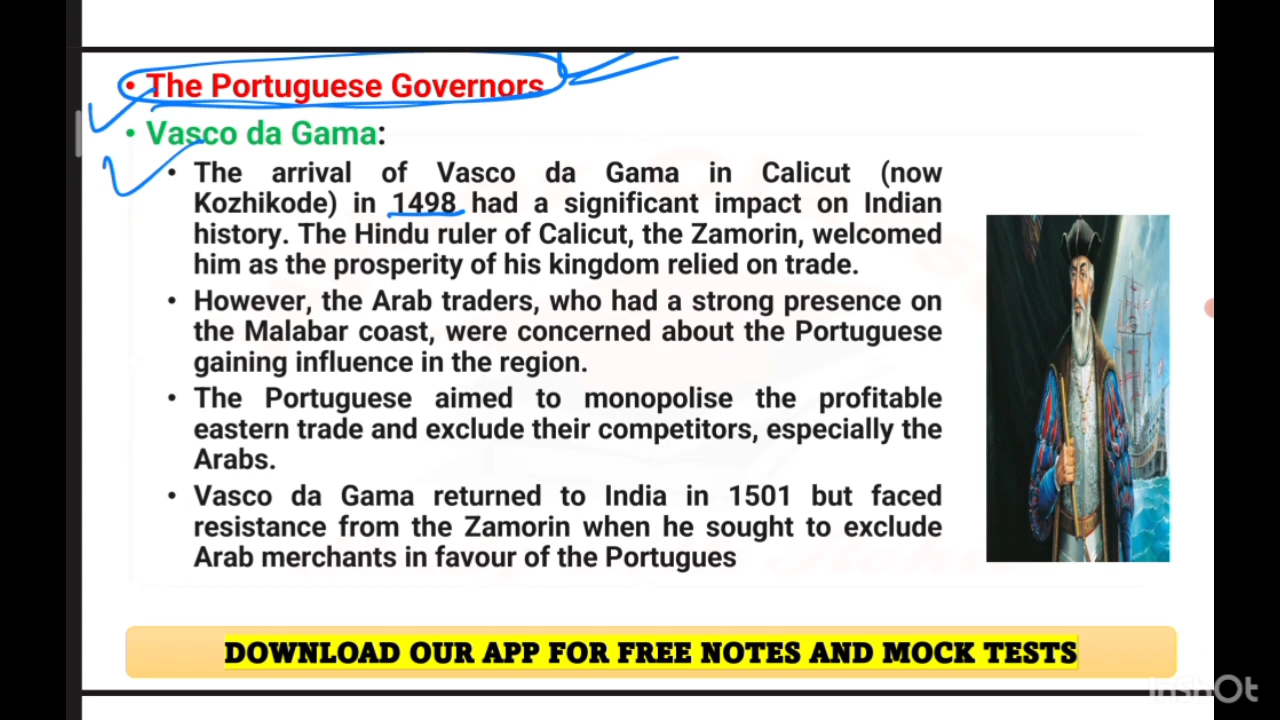 • The Portuguese Governors
• Vasco da Gama:
• The arrival of Vasco da Gama in Calicut (now
Kozhikode) in 1498 had a significant impact on Indian
history. The Hindu ruler of Calicut, the Zamorin, welcomed
him as the prosperity of his kingdom relied on trade.
• However, the Arab traders, who had a strong presence on
the Malabar coast, were concerned about the Portuguese
gaining influence in the region.
• The Portuguese aimed to monopolise the profitable
eastern trade and exclude their competitors, especially the
Arabs.
• Vasco da Gama returned to India in 1501 but faced
resistance from the Zamorin when he sought to exclude
Arab merchants in favour of the Portugues
DOWNLOAD OUR APP FOR FREE NOTES AND MOCK TESTS
InShOt